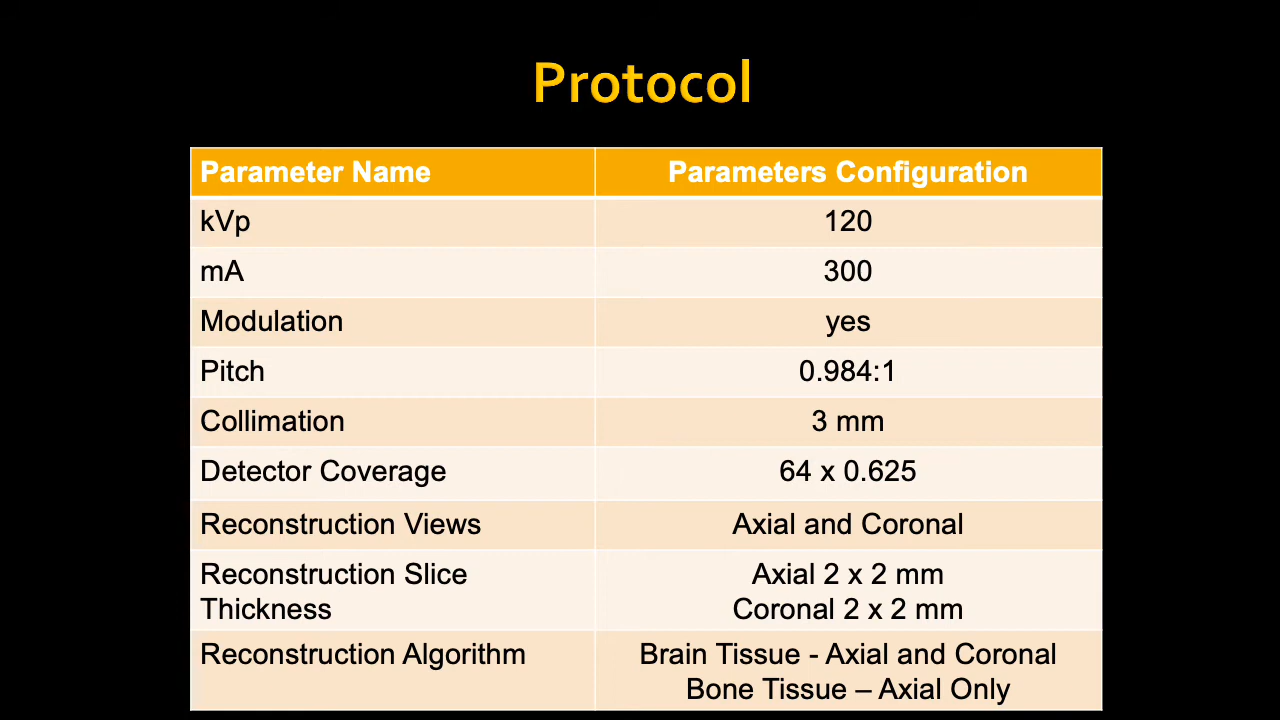 Protocol
Parameter Name Parameters Configuration
kVp 120
mA 300
Modulation yes
Pitch 0.984:1
Collimation 3 mm
Detector Coverage 64 x 0.625
Reconstruction Views Axial and Coronal
Reconstruction Slice Axial 2 x 2 mm
Thickness Coronal 2 x 2 mm
Reconstruction Algorithm Brain Tissue - Axial and Coronal
Bone Tissue – Axial Only